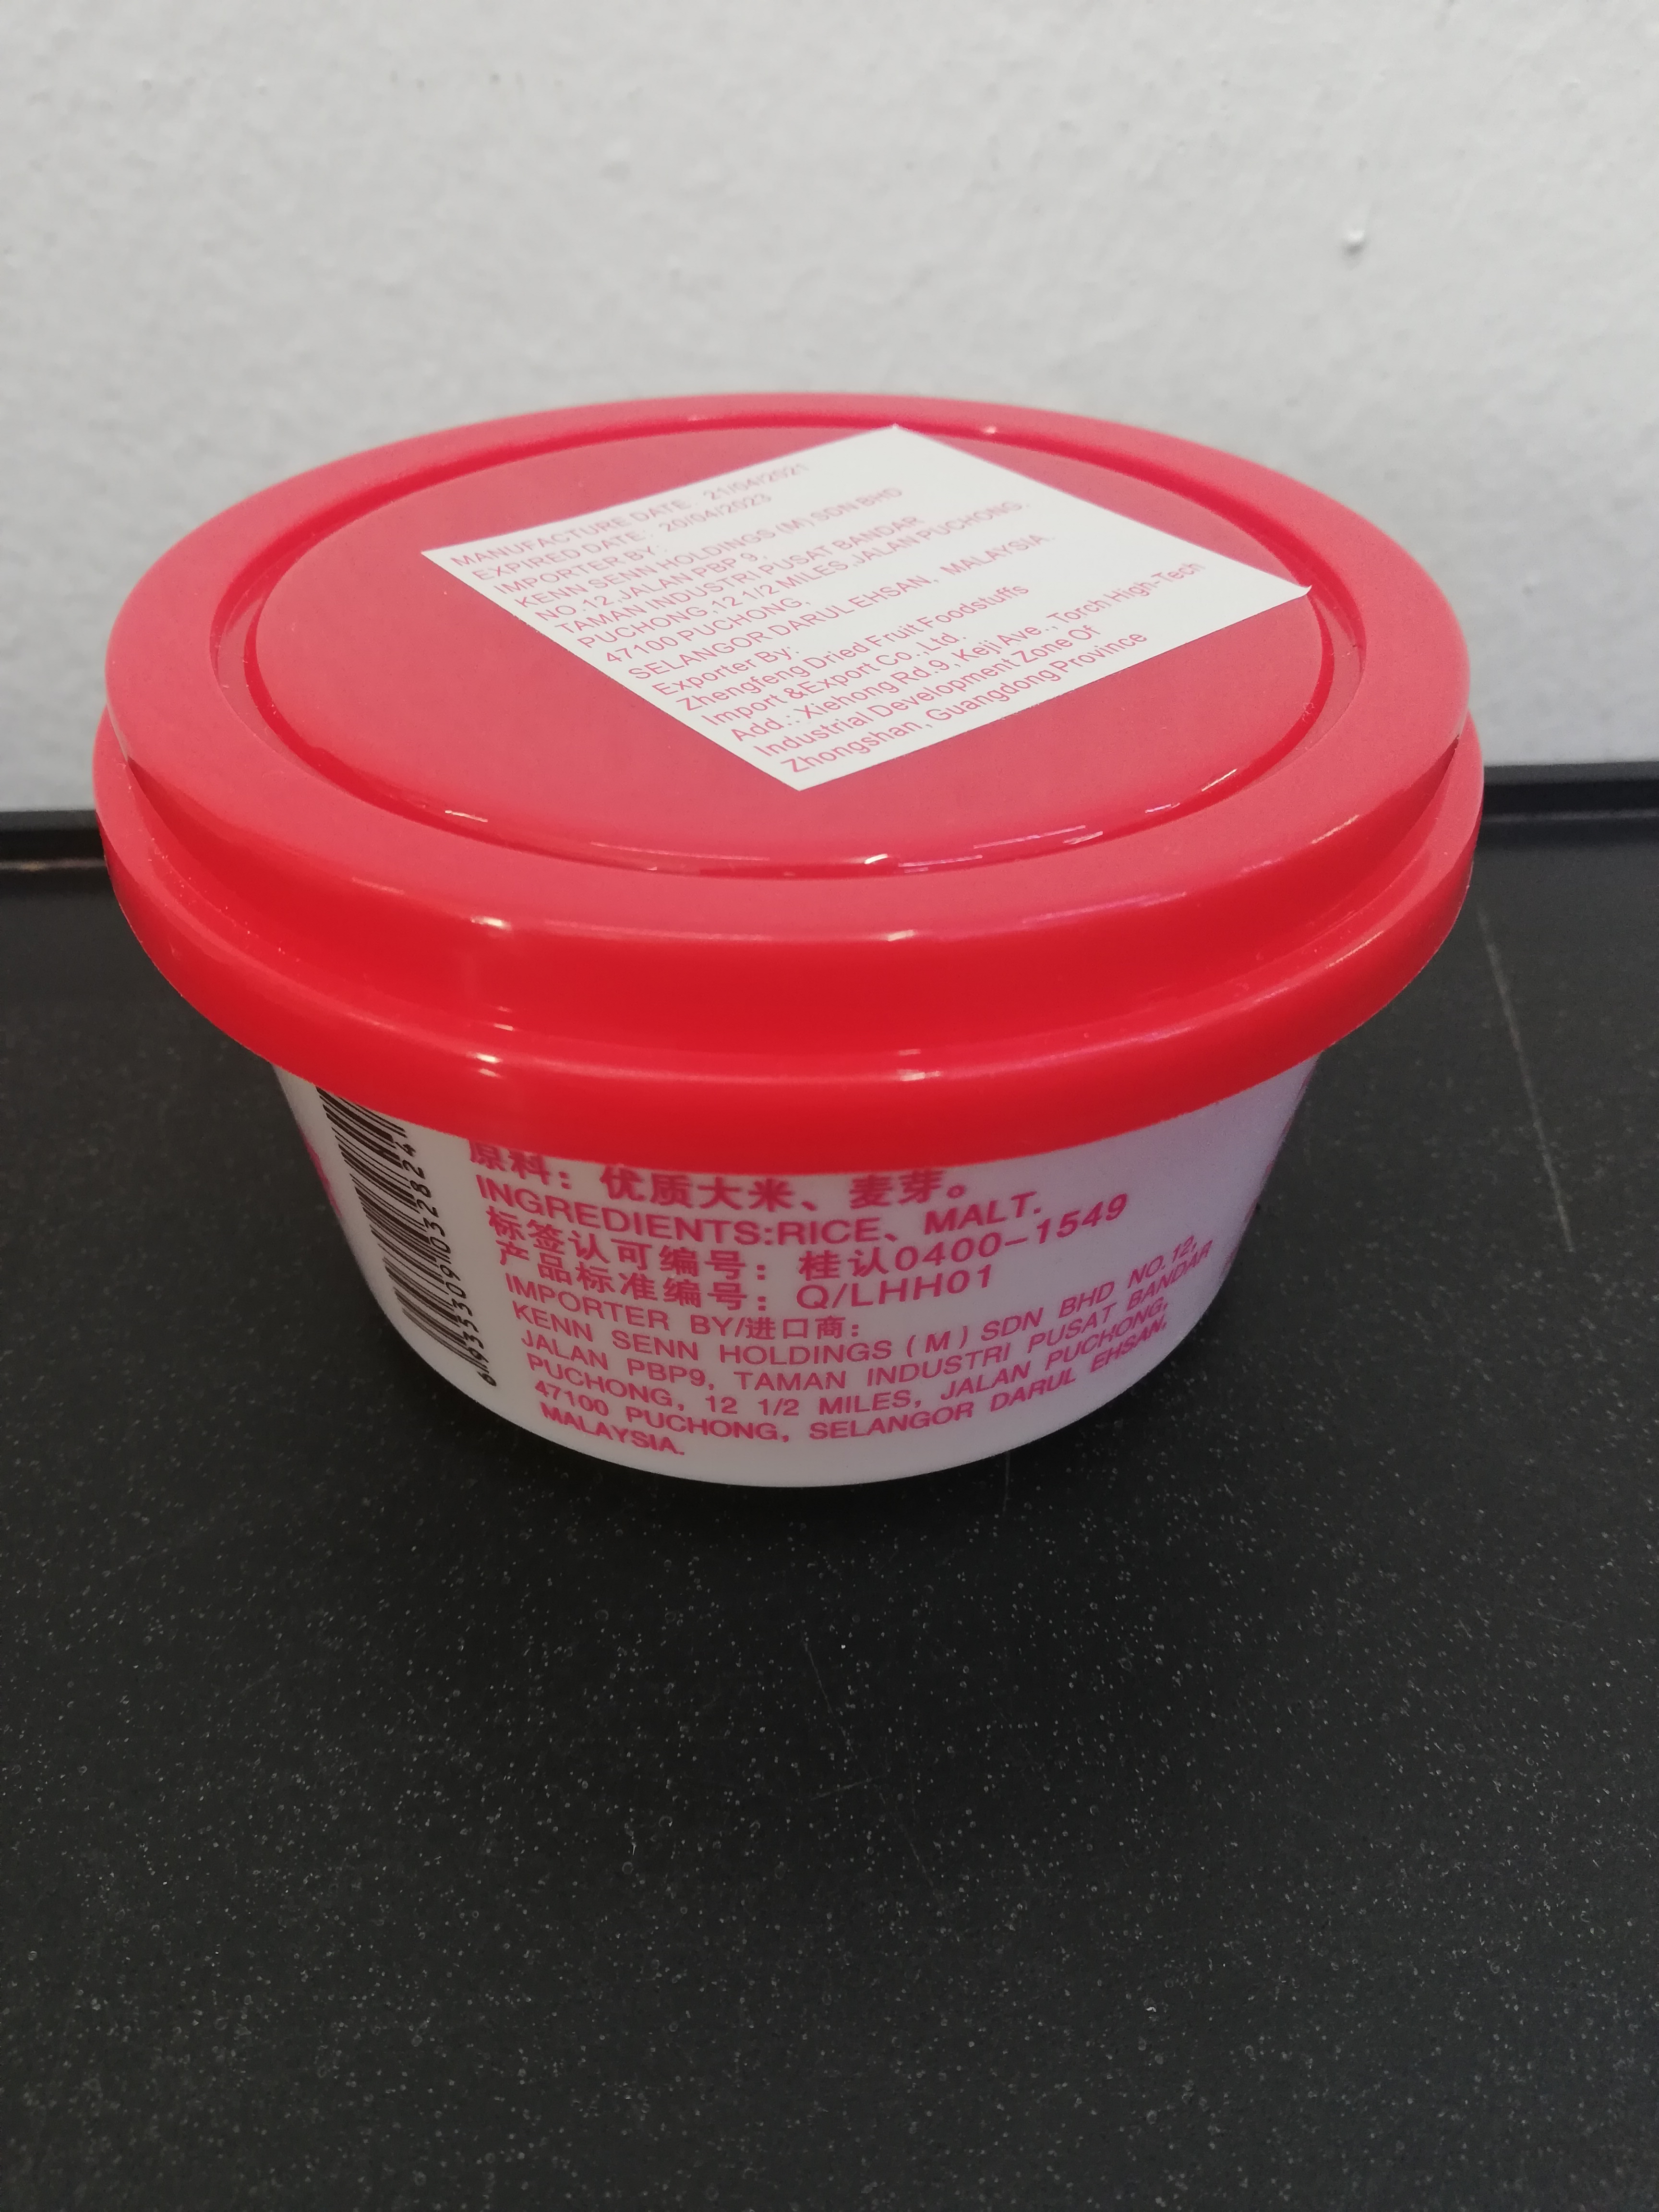 MANUFACTURE DATE 21/04/2021
EXPIRED DATE: 20/04/2023
IMPORTER BY:
KENN SENN HOLDINGS (M) SDN BHD
NO.12,JALAN PBP 9,
TAMAN INDUSTRI PUSAT BANDAR
PUCHONG,12 1/2 MILES,JALAN PUCHONG.
47100 PUCHONG,
SELANGOR DARUL EHSAN, MALAYSIA.
Exporter By:
Zhengfeng Dried Fruit Foodstuffs
Import &Export Co.,Ltd.
Add.: Xiehong Rd.9, Keji Ave., Torch High-Tech
Industrial Development Zone Of
Zhongshan, Guangdong Province
原料：优质大米、麦芽。
INGREDIENTS:RICE、MALT.
标签认可编号：桂认0400-1549
产品标准编号：Q/LHH01
IMPORTER BY/进口商：
KENN SENN HOLDINGS (M) SDN BHD NO.12,
JALAN PBP9, TAMAN INDUSTRI PUSAT BANDAR
PUCHONG, 12 1/2 MILES, JALAN PUCHONG,
47100 PUCHONG, SELANGOR DARUL EHSAN,
MALAYSIA.
6933309032824